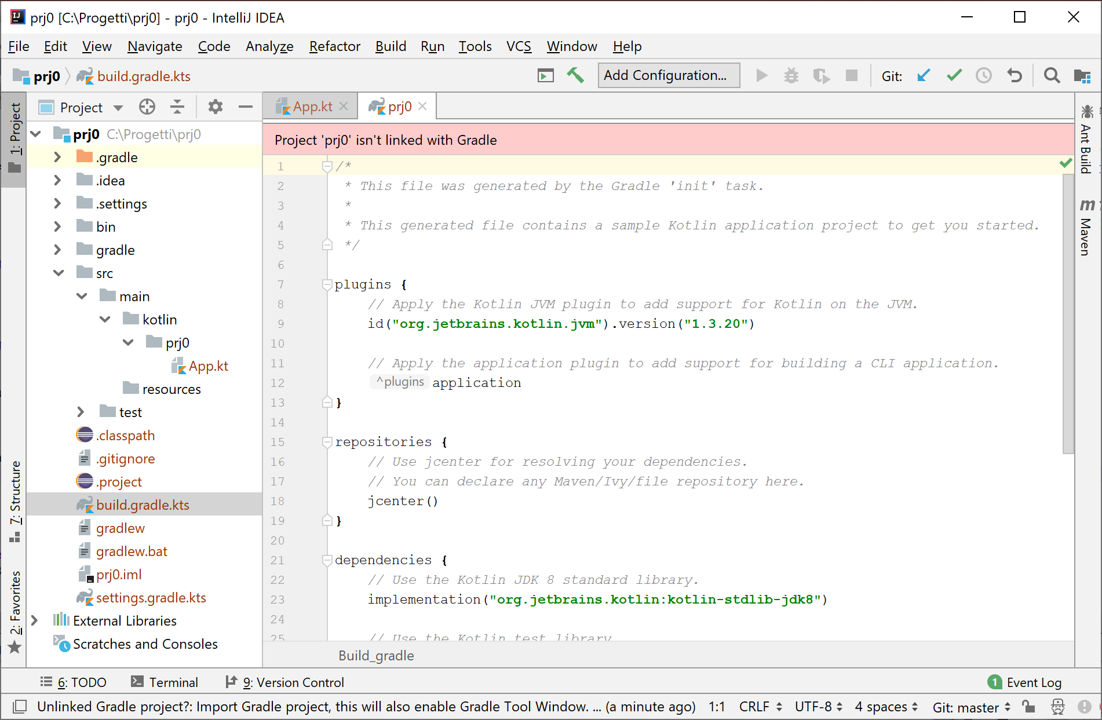 prj0 [C:\Progetti\prj0] - prj0 - IntelliJ IDEA
File Edit View Navigate Code Analyze Refactor Build Run Tools VCS Window Help
prj0 build.gradle.kts Add Configuration... Git:
1: Project
7: Structure
2: Favorites
Project
prj0 C:\Progetti\prj0
.gradle
.idea
.settings
bin
gradle
src
main
kotlin
prj0
App.kt
resources
test
.classpath
.gitignore
.project
build.gradle.kts
gradlew
gradlew.bat
prj0.iml
settings.gradle.kts
External Libraries
Scratches and Consoles
App.kt prj0
Project 'prj0' isn't linked with Gradle
1 /*
2 * This file was generated by the Gradle 'init' task.
3 *
4 * This generated file contains a sample Kotlin application project to get you started.
5 */
6
7 plugins {
8 // Apply the Kotlin JVM plugin to add support for Kotlin on the JVM.
9 id("org.jetbrains.kotlin.jvm").version("1.3.20")
10
11 // Apply the application plugin to add support for building a CLI application.
12 ^plugins application
13 }
14
15 repositories {
16 // Use jcenter for resolving your dependencies.
17 // You can declare any Maven/Ivy/file repository here.
18 jcenter()
19 }
20
21 dependencies {
22 // Use the Kotlin JDK 8 standard library.
23 implementation("org.jetbrains.kotlin:kotlin-stdlib-jdk8")
24
25 // Use the Kotlin test library
Build_gradle
Ant Build
m
Maven
6: TODO Terminal 9: Version Control 1 Event Log
Unlinked Gradle project?: Import Gradle project, this will also enable Gradle Tool Window. ... (a minute ago) 1:1 CRLF UTF-8 4 spaces Git: master